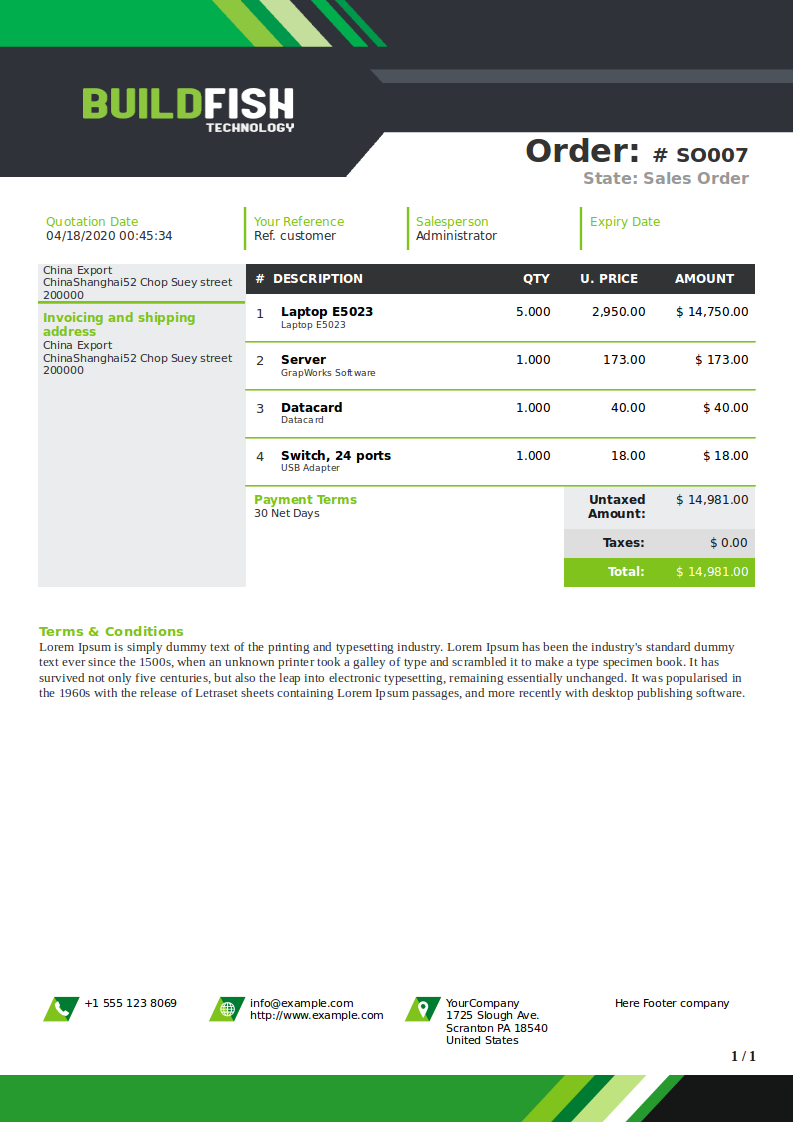 BUILDFISH
TECHNOLOGY
Order: # SO007
State: Sales Order
Quotation Date
04/18/2020 00:45:34
Your Reference
Ref. customer
Salesperson
Administrator
Expiry Date
China Export
ChinaShanghai52 Chop Suey street
200000
Invoicing and shipping
address
China Export
ChinaShanghai52 Chop Suey street
200000
# DESCRIPTION QTY U. PRICE AMOUNT
1 Laptop E5023 5.000 2,950.00 $ 14,750.00
Laptop E5023
2 Server 1.000 173.00 $ 173.00
GrapWorks Software
3 Datacard 1.000 40.00 $ 40.00
Datacard
4 Switch, 24 ports 1.000 18.00 $ 18.00
USB Adapter
Payment Terms
30 Net Days
Untaxed $ 14,981.00
Amount:
Taxes: $ 0.00
Total: $ 14,981.00
Terms & Conditions
Lorem Ipsum is simply dummy text of the printing and typesetting industry. Lorem Ipsum has been the industry's standard dummy
text ever since the 1500s, when an unknown printer took a galley of type and scrambled it to make a type specimen book. It has
survived not only five centuries, but also the leap into electronic typesetting, remaining essentially unchanged. It was popularised in
the 1960s with the release of Letraset sheets containing Lorem Ipsum passages, and more recently with desktop publishing software.
+1 555 123 8069
info@example.com
http://www.example.com
YourCompany
1725 Slough Ave.
Scranton PA 18540
United States
Here Footer company
1 / 1